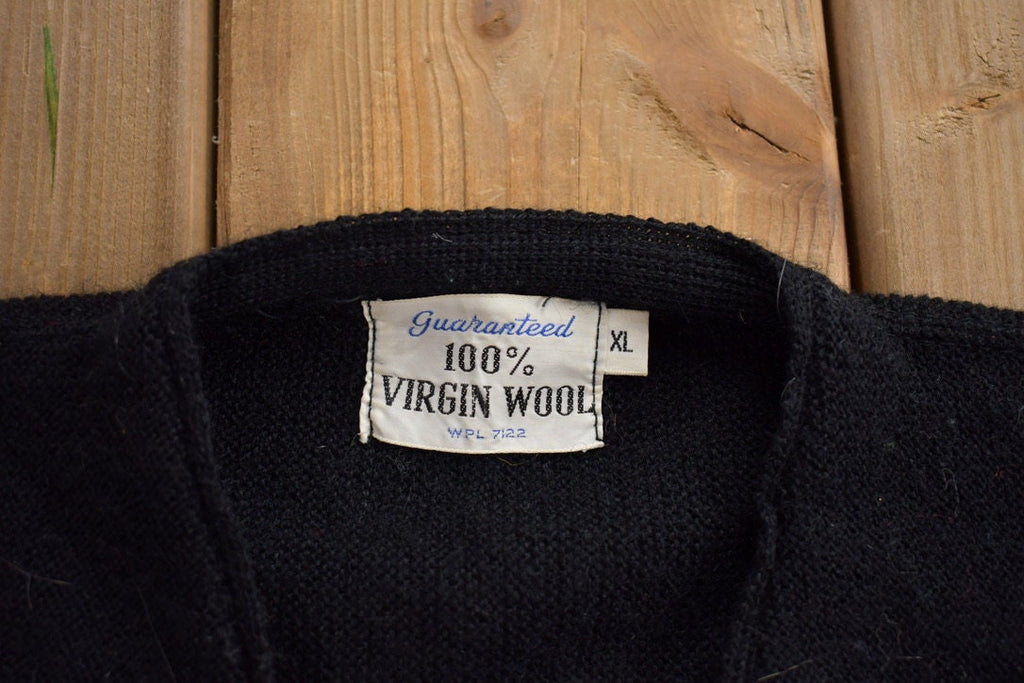 Guaranteed
100%
VIRGIN WOOL
WPL 7122
XL